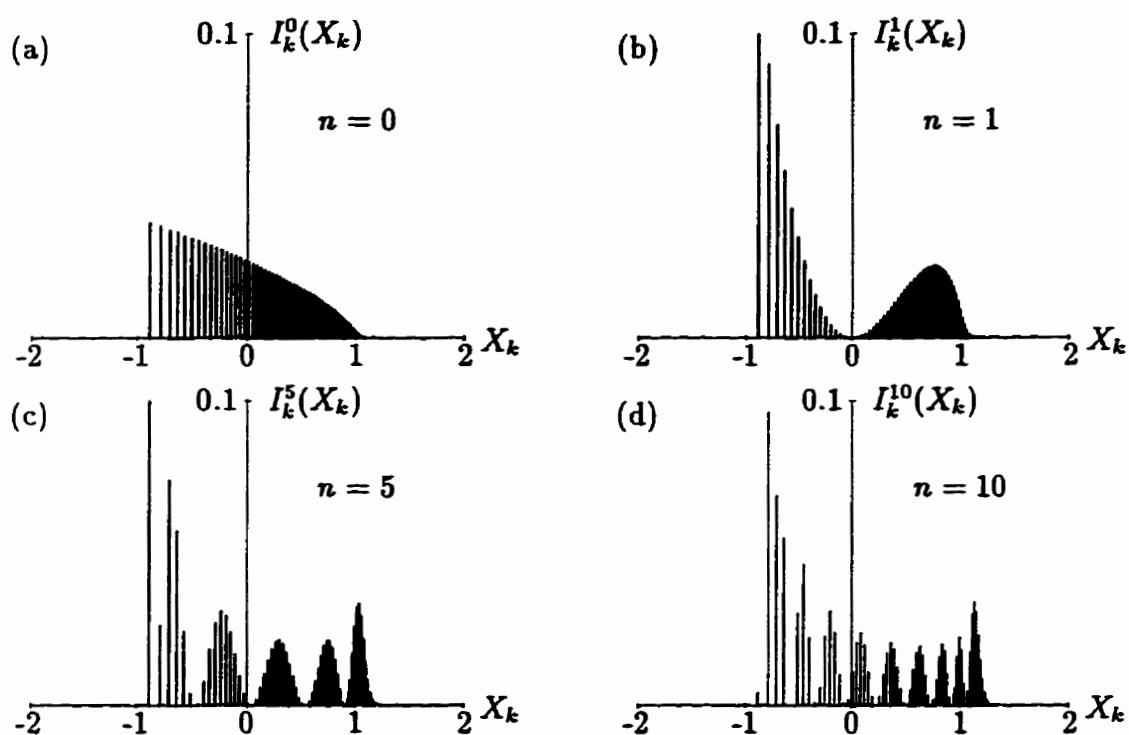 (a) 0.1 I_k^0(X_k)
n = 0
-2 -1 0 1 2 X_k
(b) 0.1 I_k^1(X_k)
n = 1
-2 -1 0 1 2 X_k
(c) 0.1 I_k^5(X_k)
n = 5
-2 -1 0 1 2 X_k
(d) 0.1 I_k^{10}(X_k)
n = 10
-2 -1 0 1 2 X_k